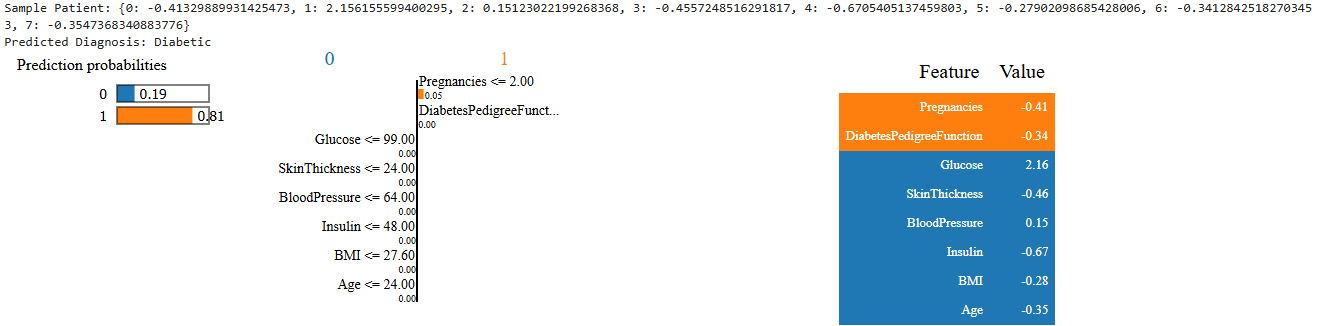 Sample Patient: {0: -0.41329889931425473, 1: 2.156155599400295, 2: 0.15123022199268368, 3: -0.4557248516291817, 4: -0.6705405137459803, 5: -0.27902098685428006, 6: -0.3412842518270345
3, 7: -0.3547368340883776}
Predicted Diagnosis: Diabetic
Prediction probabilities
0 0.19
1 0.81
0 1
Pregnancies <= 2.00
0.05
DiabetesPedigreeFunct...
0.00
Glucose <= 99.00
0.00
SkinThickness <= 24.00
0.00
BloodPressure <= 64.00
0.00
Insulin <= 48.00
0.00
BMI <= 27.60
0.00
Age <= 24.00
0.00
Feature Value
Pregnancies -0.41
DiabetesPedigreeFunction -0.34
Glucose 2.16
SkinThickness -0.46
BloodPressure 0.15
Insulin -0.67
BMI -0.28
Age -0.35